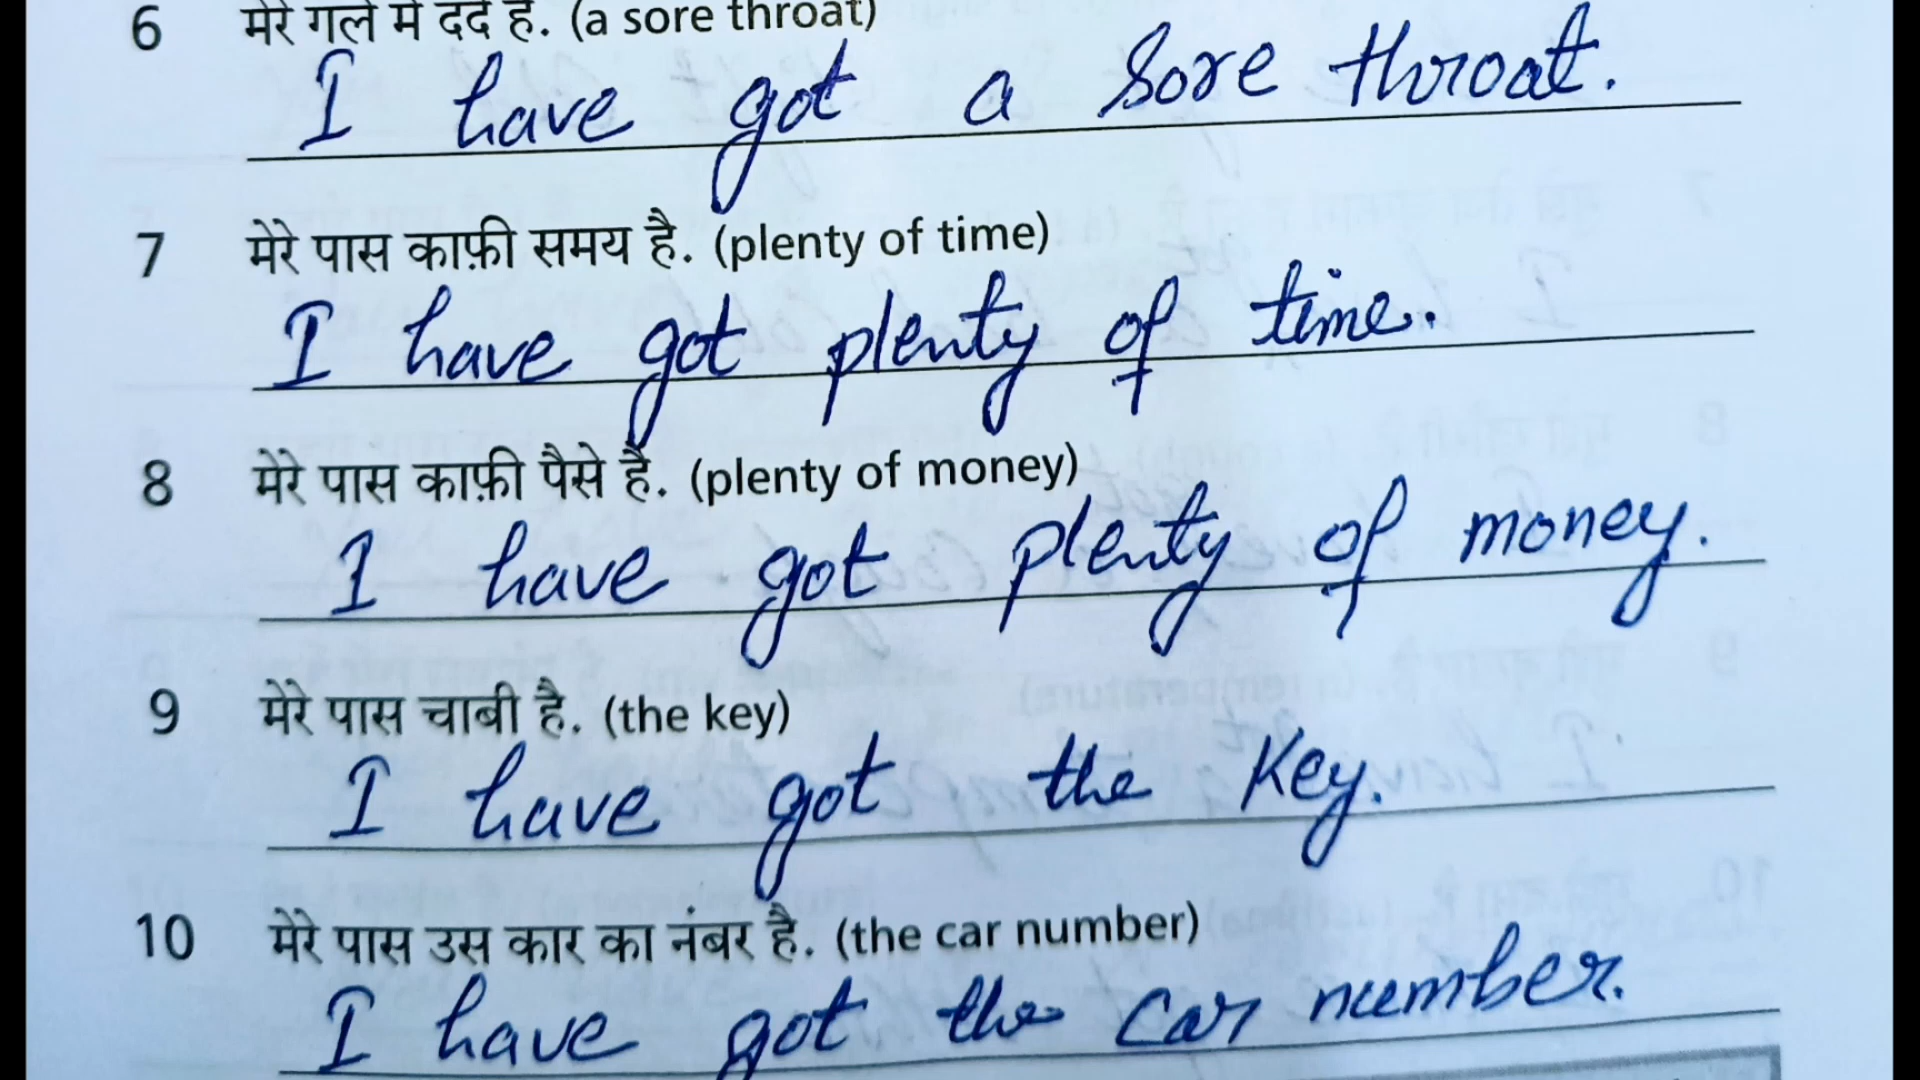 6 मेरे गले में दर्द है. (a sore throat)
I have got a sore throat.
7 मेरे पास काफ़ी समय है. (plenty of time)
I have got plenty of time.
8 मेरे पास काफ़ी पैसे हैं. (plenty of money)
I have got plenty of money.
9 मेरे पास चाबी है. (the key)
I have got the key.
10 मेरे पास उस कार का नंबर है. (the car number)
I have got the car number.